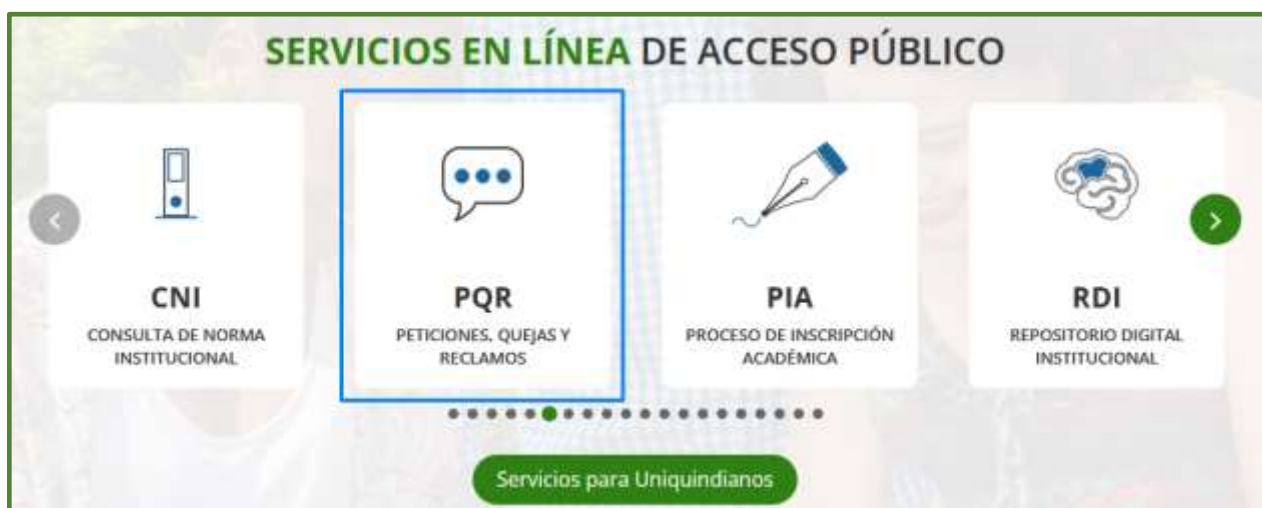 SERVICIOS EN LÍNEA DE ACCESO PÚBLICO
CNI
CONSULTA DE NORMA
INSTITUCIONAL
PQR
PETICIONES, QUEJAS Y
RECLAMOS
PIA
PROCESO DE INSCRIPCIÓN
ACADÉMICA
RDI
REPOSITORIO DIGITAL
INSTITUCIONAL
Servicios para Uniquindianos